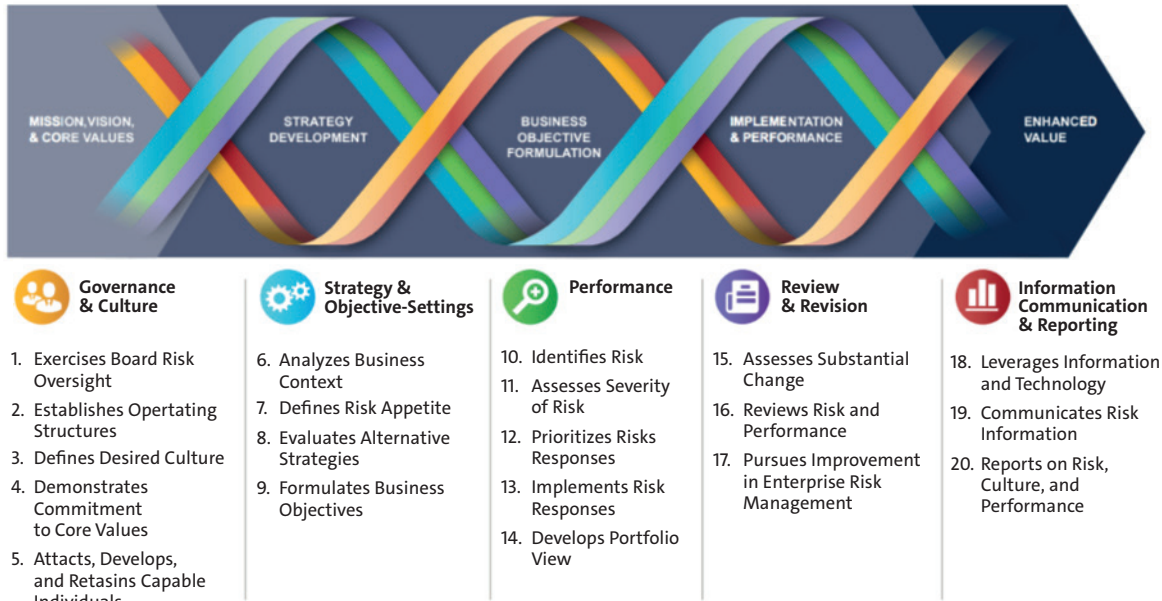 MISSION, VISION,
& CORE VALUES
STRATEGY
DEVELOPMENT
BUSINESS
OBJECTIVE
FORMULATION
IMPLEMENTATION
& PERFORMANCE
ENHANCED
VALUE
Governance
& Culture
1. Exercises Board Risk
Oversight
2. Establishes Opertating
Structures
3. Defines Desired Culture
4. Demonstrates
Commitment
to Core Values
5. Attacts, Develops,
and Retasins Capable
Individuals
Strategy &
Objective-Settings
6. Analyzes Business
Context
7. Defines Risk Appetite
8. Evaluates Alternative
Strategies
9. Formulates Business
Objectives
Performance
10. Identifies Risk
11. Assesses Severity
of Risk
12. Prioritizes Risks
Responses
13. Implements Risk
Responses
14. Develops Portfolio
View
Review
& Revision
15. Assesses Substantial
Change
16. Reviews Risk and
Performance
17. Pursues Improvement
in Enterprise Risk
Management
Information
Communication
& Reporting
18. Leverages Information
and Technology
19. Communicates Risk
Information
20. Reports on Risk,
Culture, and
Performance